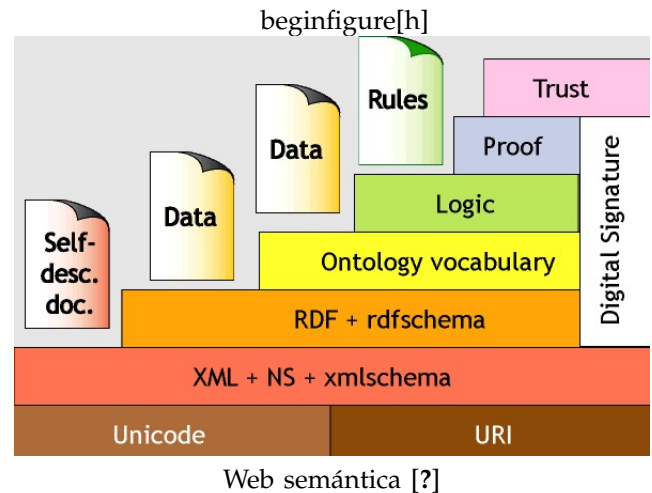 beginfigure[h]
Rules
Trust
Data
Proof
Data
Logic
Self-
desc.
doc.
Ontology vocabulary
Digital Signature
RDF + rdfschema
XML + NS + xmlschema
Unicode
URI
Web semántica [?]